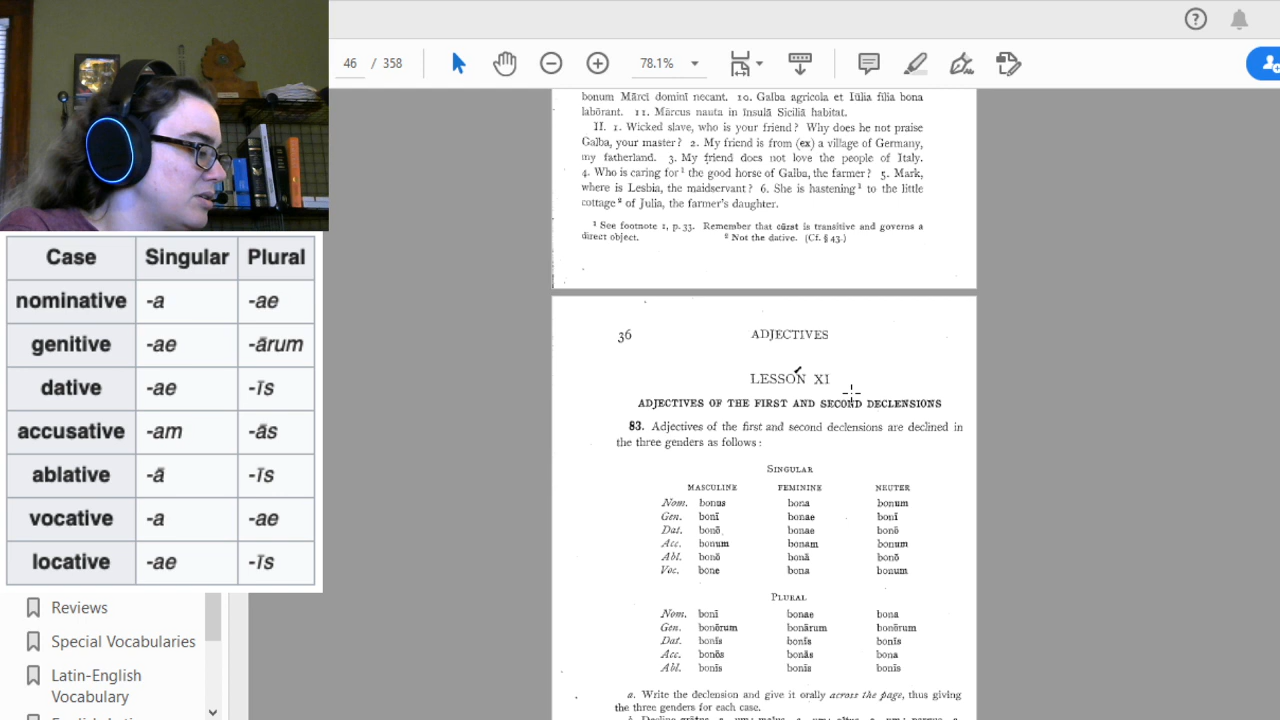 46 / 358
78.1%
?
bonum Mārcī dominī necant. 10. Galba agricola et Iūlia fīlia bona
labōrant. 11. Mārcus nauta in īnsulā Siciliā habitat.
II. 1. Wicked slave, who is your friend? Why does he not praise
Galba, your master? 2. My friend is from (ex) a village of Germany,
my fatherland. 3. My friend does not love the people of Italy.
4. Who is caring for¹ the good horse of Galba, the farmer? 5. Mark,
where is Lesbia, the maidservant? 6. She is hastening¹ to the little
cottage² of Julia, the farmer's daughter.
¹ See footnote 1, p. 33. Remember that cūrat is transitive and governs a
direct object. ² Not the dative. (Cf. § 43.)
36 ADJECTIVES
LESSON XI
ADJECTIVES OF THE FIRST AND SECOND DECLENSIONS
83. Adjectives of the first and second declensions are declined in
the three genders as follows:
SINGULAR
MASCULINE FEMININE NEUTER
Nom. bonus bona bonum
Gen. bonī bonae bonī
Dat. bonō bonae bonō
Acc. bonum bonam bonum
Abl. bonō bonā bonō
Voc. bone bona bonum
PLURAL
Nom. bonī bonae bona
Gen. bonōrum bonārum bonōrum
Dat. bonīs bonīs bonīs
Acc. bonōs bonās bona
Abl. bonīs bonīs bonīs
a. Write the declension and give it orally across the page, thus giving
the three genders for each case.
Case Singular Plural
nominative -a -ae
genitive -ae -ārum
dative -ae -īs
accusative -am -ās
ablative -ā -īs
vocative -a -ae
locative -ae -īs
Reviews
Special Vocabularies
Latin-English
Vocabulary